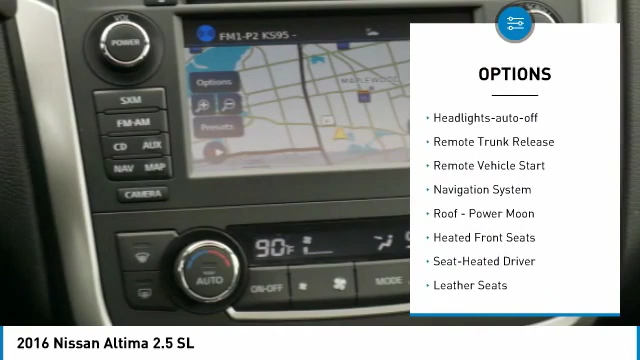 VOL
POWER
FM1-P2 KS95 -
MAPLEWOOD
Options
Presets
SXM
FM-AM
CD AUX
NAV MAP
CAMERA
90°F
AUTO
ON-OFF
MODE
OPTIONS
• Headlights-auto-off
• Remote Trunk Release
• Remote Vehicle Start
• Navigation System
• Roof - Power Moon
• Heated Front Seats
• Seat-Heated Driver
• Leather Seats
2016 Nissan Altima 2.5 SL